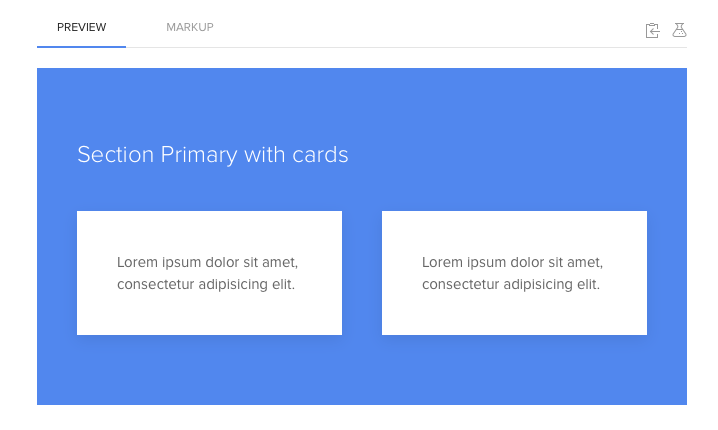 PREVIEW
MARKUP
Section Primary with cards
Lorem ipsum dolor sit amet,
consectetur adipisicing elit.
Lorem ipsum dolor sit amet,
consectetur adipisicing elit.